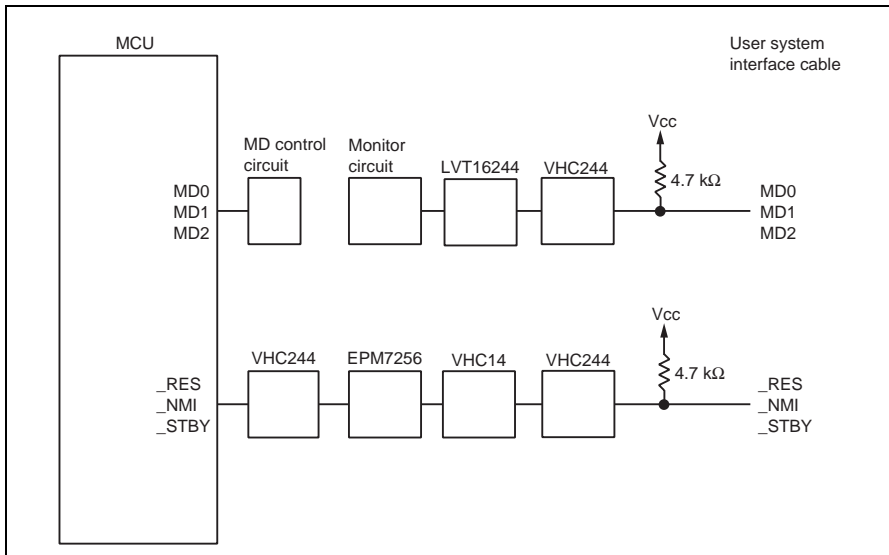 MCU
User system
interface cable
MD control
circuit
Monitor
circuit
LVT16244
VHC244
Vcc
4.7 kΩ
MD0
MD1
MD2
MD0
MD1
MD2
VHC244
EPM7256
VHC14
VHC244
Vcc
4.7 kΩ
_RES
_NMI
_STBY
_RES
_NMI
_STBY